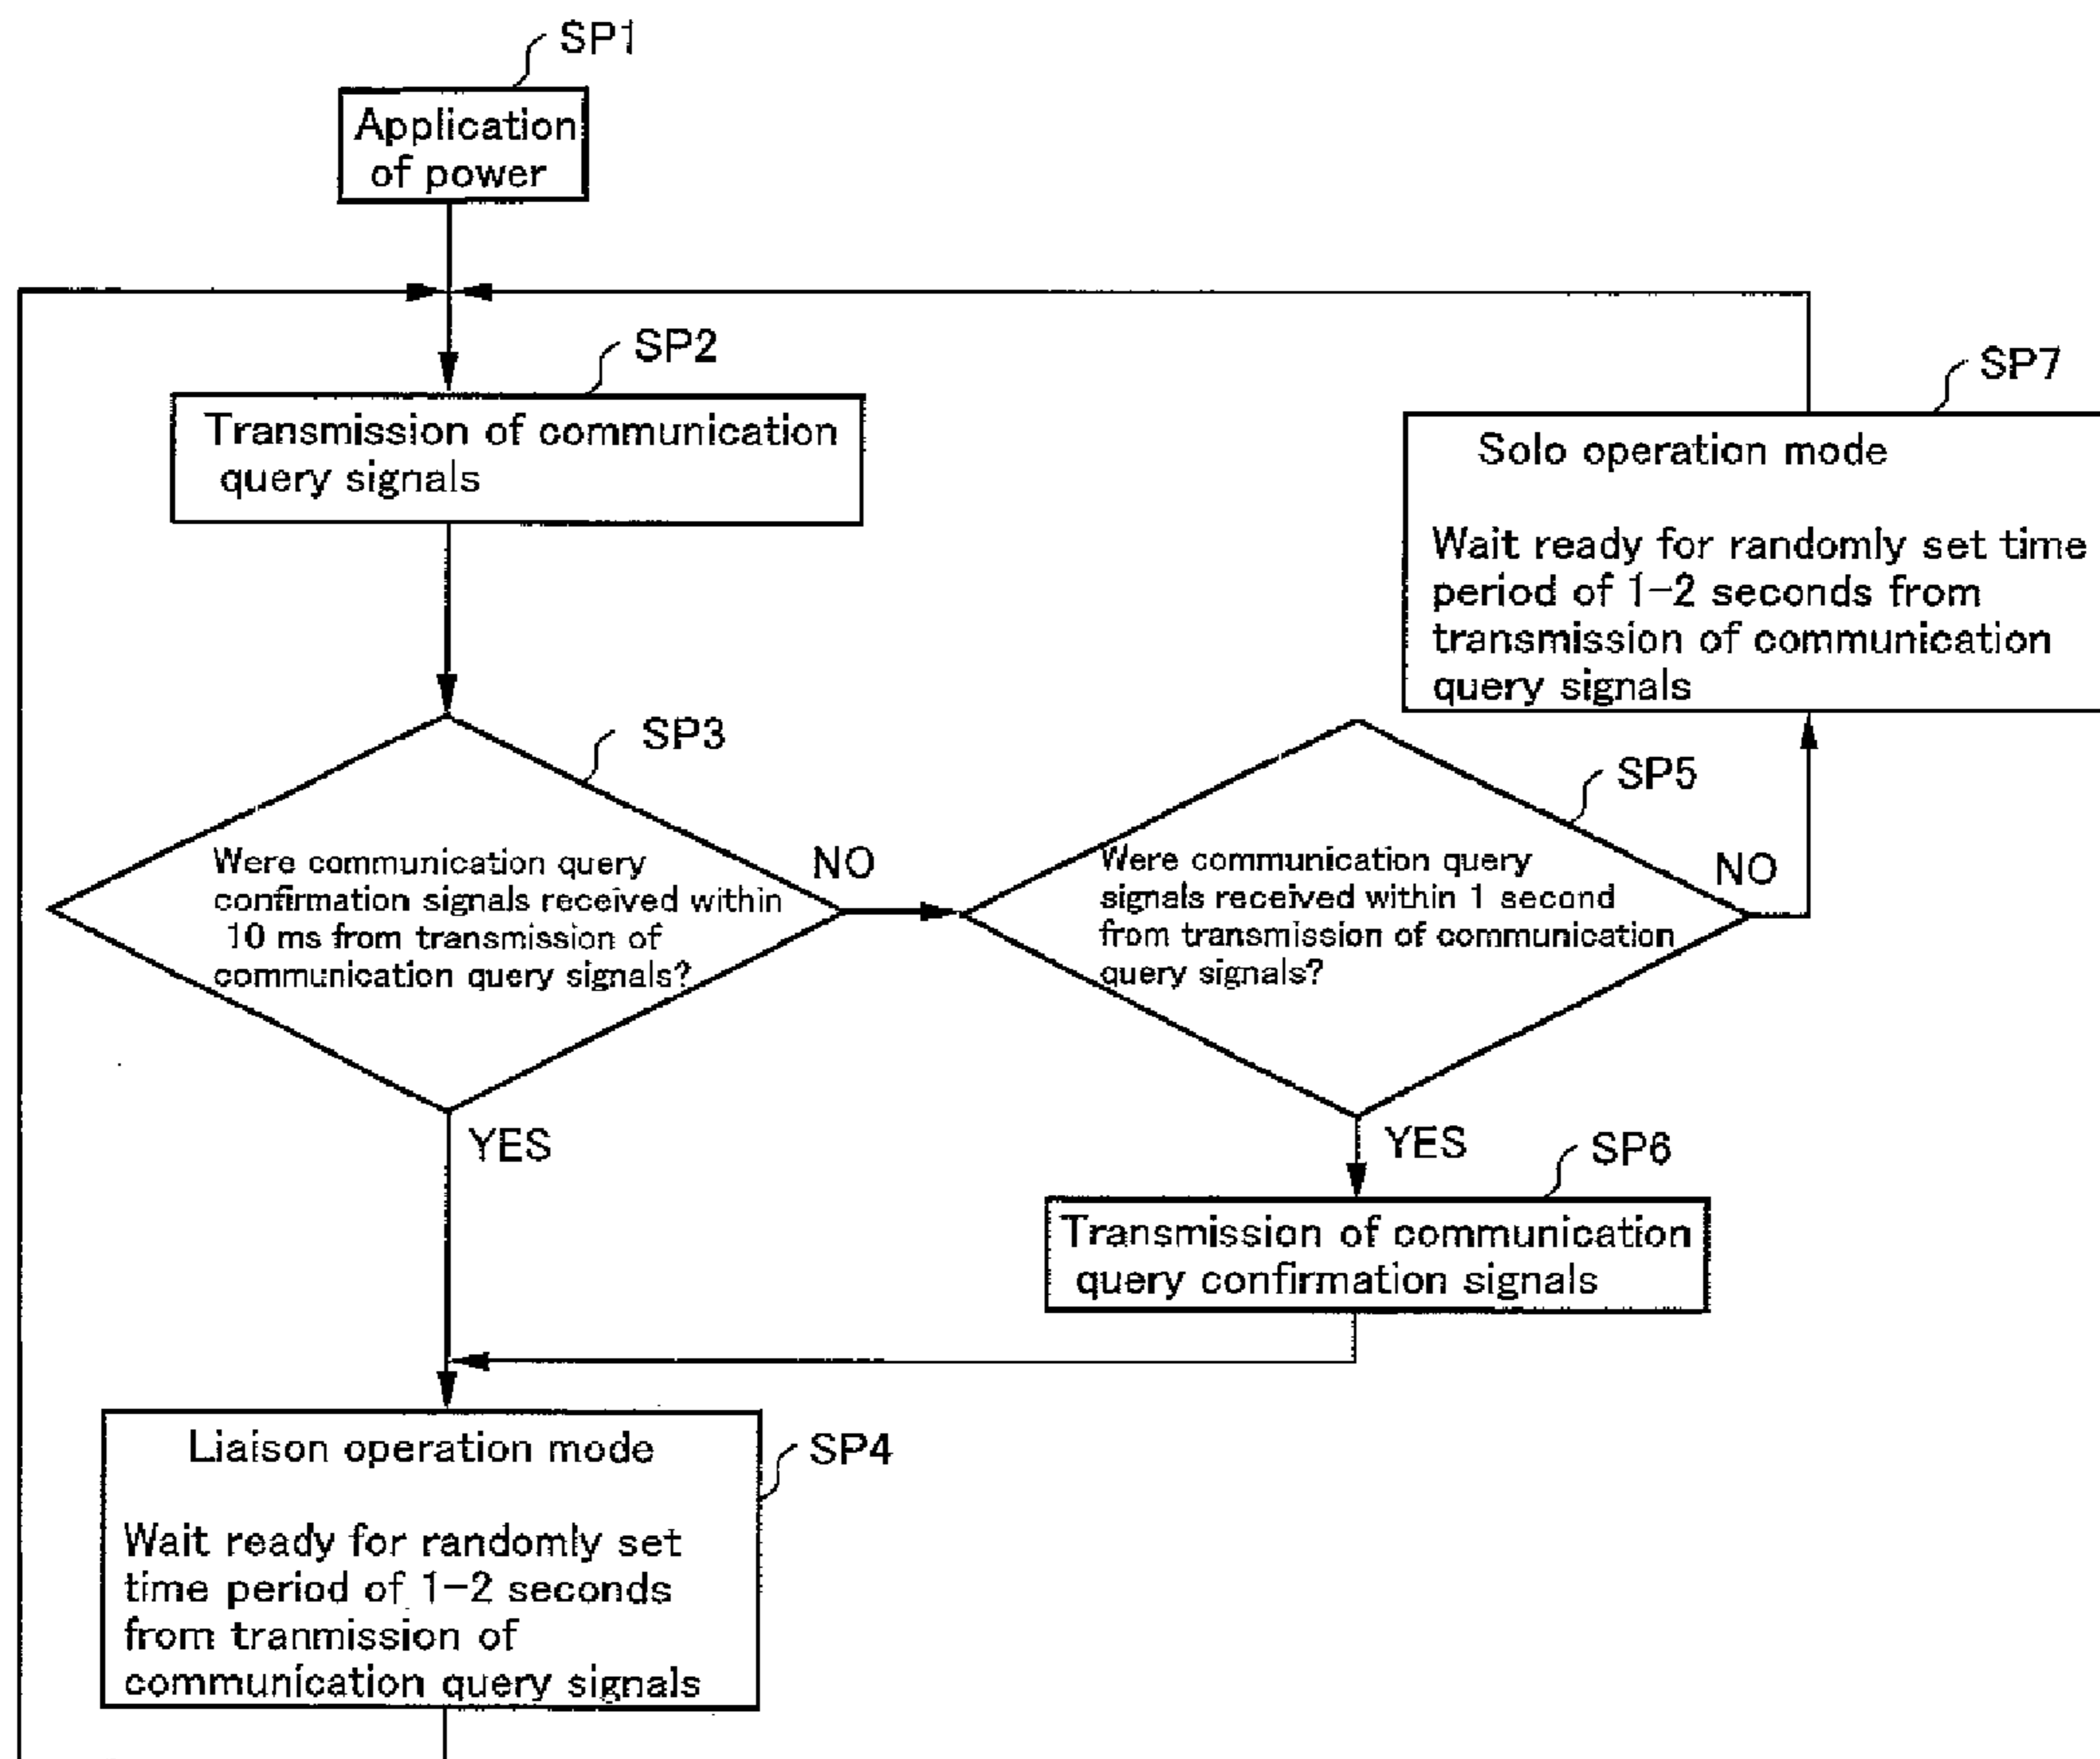 SP1
Application
of power
SP2
Transmission of communication
query signals
SP7
Solo operation mode
Wait ready for randomly set time
period of 1-2 seconds from
transmission of communication
query signals
SP3
Were communication query
confirmation signals received within
10 ms from transmission of
communication query signals?
NO
YES
SP5
Were communication query
signals received within 1 second
from transmission of communication
query signals?
NO
YES
SP6
Transmission of communication
query confirmation signals
SP4
Liaison operation mode
Wait ready for randomly set
time period of 1-2 seconds
from tranmission of
communication query signals